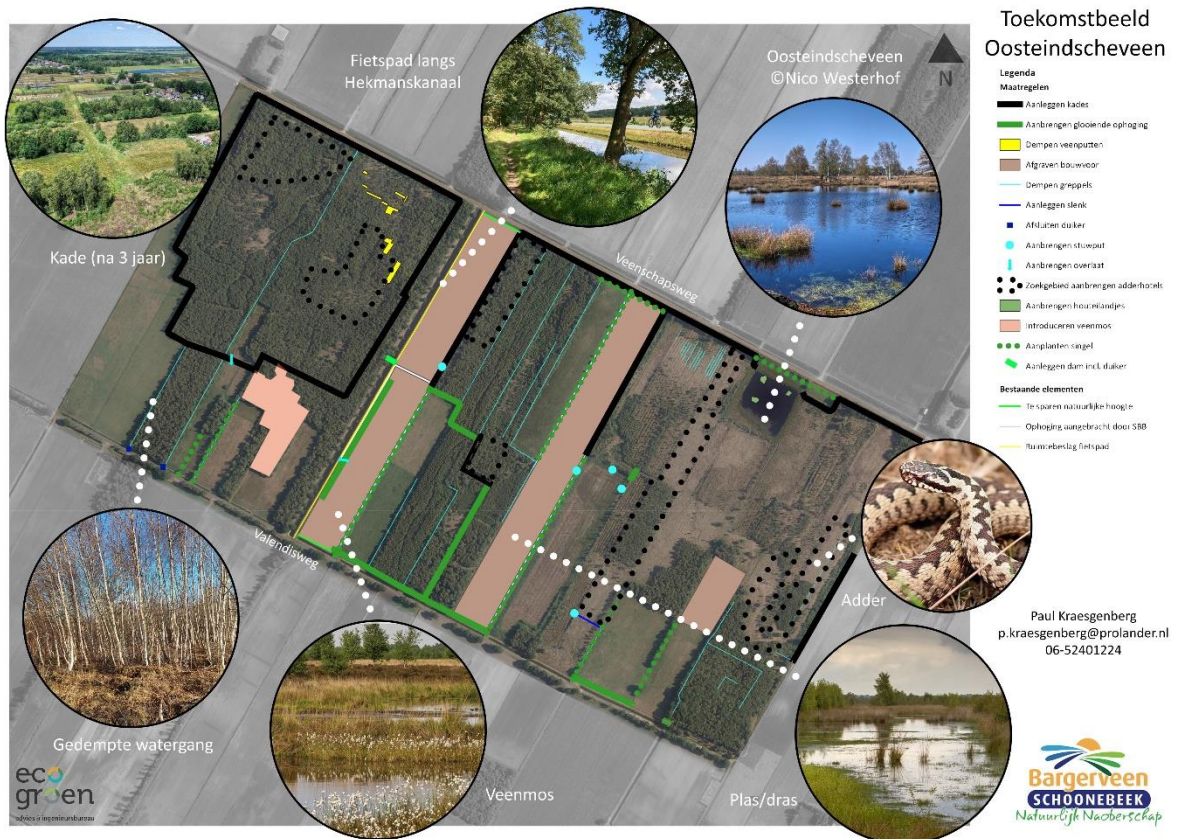 Toekomstbeeld
Oosteindscheveen
Legenda
Maatregelen
Aanleggen kades
Aanbrengen glooiende ophoging
Dempen veenputten
Afgraven bouwvoor
Dempen greppels
Aanleggen slenk
Afsluiten duiker
Aanbrengen stuwput
Aanbrengen overlaat
Zoekgebied aanbrengen adderhotels
Aanbrengen houteilandjes
Introduceren veenmos
Aanplanten singel
Aanleggen dam incl. duiker
Bestaande elementen
Te sparen natuurlijke hoogte
Ophoging aangebracht door SBB
Ruimtebeslag fietspad
Fietspad langs
Hekmanskanaal
Oosteindscheveen
©Nico Westerhof
N
Kade (na 3 jaar)
Veenschapsweg
Valendisweg
Adder
Gedempte watergang
Veenmos
Plas/dras
Paul Kraesgenberg
p.kraesgenberg@prolander.nl
06-52401224
eco
groen
advies & ingenieursbureau
Bargerveen
SCHOONEBEEK
Natuurlijk Naoberschap